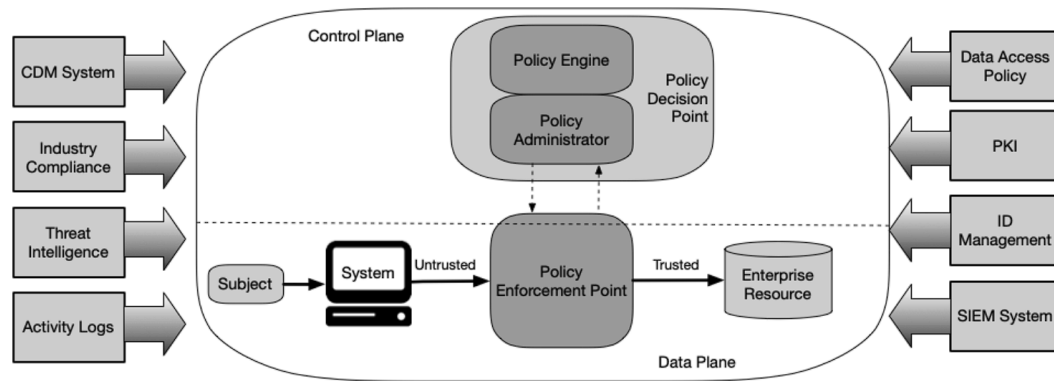 Control Plane
CDM System
Industry
Compliance
Threat
Intelligence
Activity Logs
Policy Engine
Policy
Administrator
Policy
Decision
Point
Subject
System
Untrusted
Policy
Enforcement Point
Trusted
Enterprise
Resource
Data Plane
Data Access
Policy
PKI
ID
Management
SIEM System